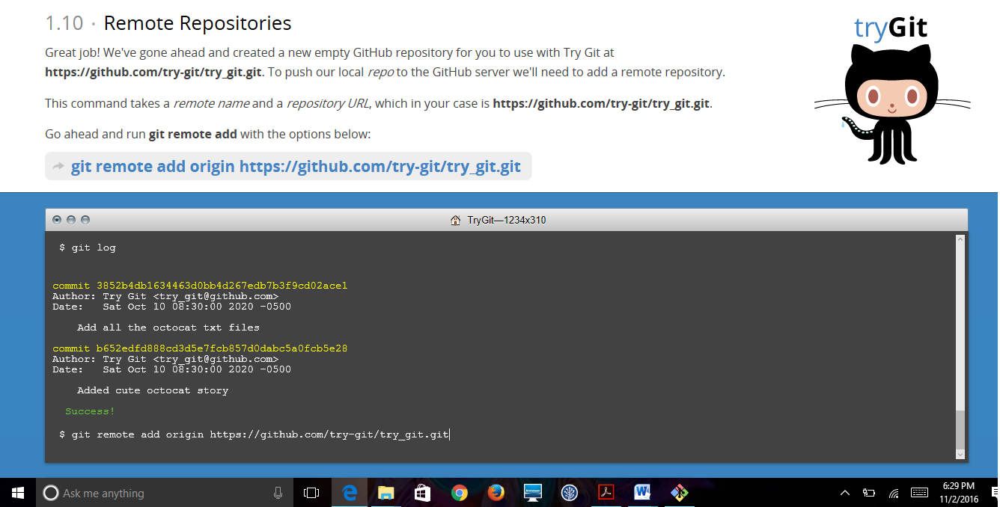 1.10 · Remote Repositories
tryGit
Great job! We've gone ahead and created a new empty GitHub repository for you to use with Try Git at
https://github.com/try-git/try_git.git. To push our local repo to the GitHub server we'll need to add a remote repository.
This command takes a remote name and a repository URL, which in your case is https://github.com/try-git/try_git.git.
Go ahead and run git remote add with the options below:
git remote add origin https://github.com/try-git/try_git.git
TryGit—1234x310
$ git log
commit 3852b4db1634463d0bb4d267edb7b3f9cd02ace1
Author: Try Git <try_git@github.com>
Date:   Sat Oct 10 08:30:00 2020 -0500
Add all the octocat txt files
commit b652edfd888cd3d5e7fcb857d0dabc5a0fcb5e28
Author: Try Git <try_git@github.com>
Date:   Sat Oct 10 08:30:00 2020 -0500
Added cute octocat story
Success!
$ git remote add origin https://github.com/try-git/try_git.git
Ask me anything
6:29 PM
11/2/2016